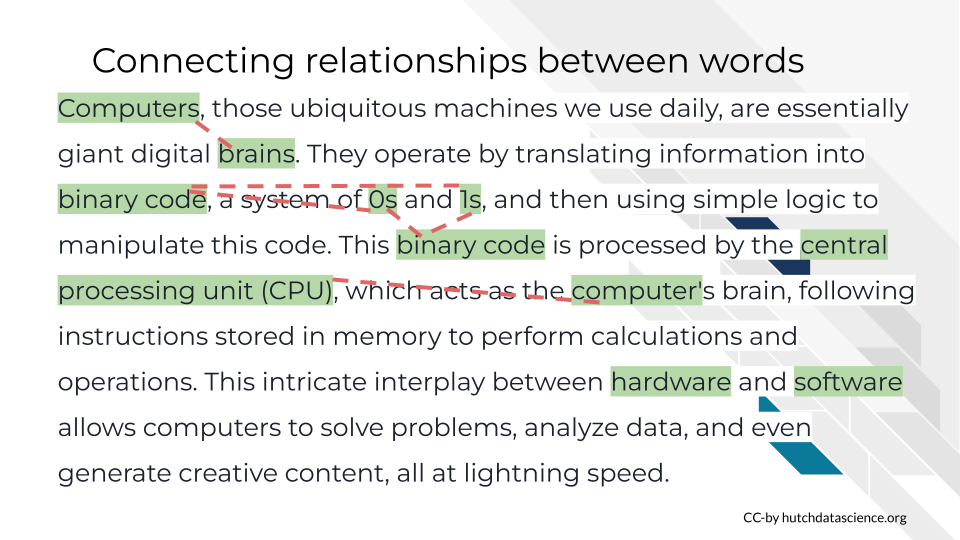 Connecting relationships between words
Computers, those ubiquitous machines we use daily, are essentially
giant digital brains. They operate by translating information into
binary code, a system of 0s and 1s, and then using simple logic to
manipulate this code. This binary code is processed by the central
processing unit (CPU), which acts as the computer's brain, following
instructions stored in memory to perform calculations and
operations. This intricate interplay between hardware and software
allows computers to solve problems, analyze data, and even
generate creative content, all at lightning speed.
CC-by hutchdatascience.org